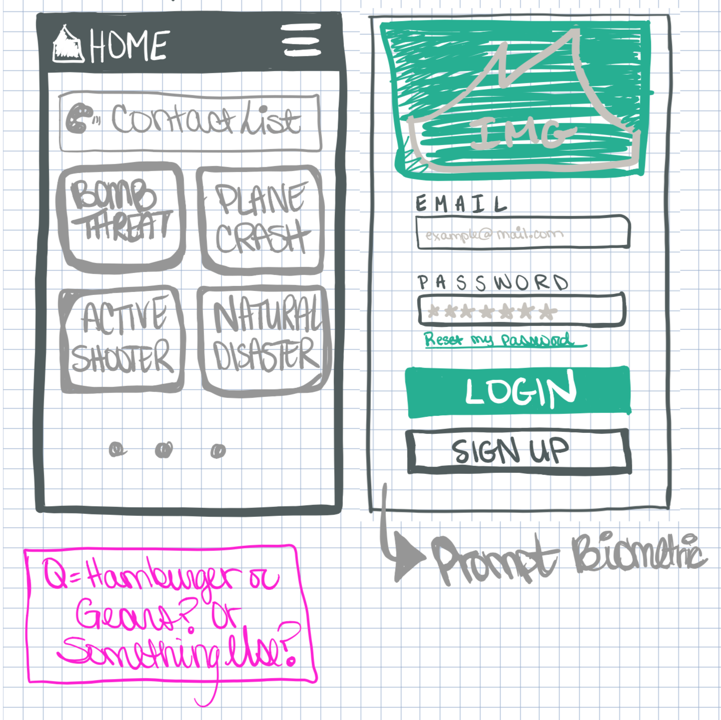 HOME
Contact List
BOMB
THREAT
PLANE
CRASH
ACTIVE
SHOOTER
NATURAL
DISASTER
Q=Hamburger or
Gears? Or
Something Else?
IMG
EMAIL
example@mail.com
PASSWORD
*******
Reset my Password
LOGIN
SIGN UP
Prompt Biometric